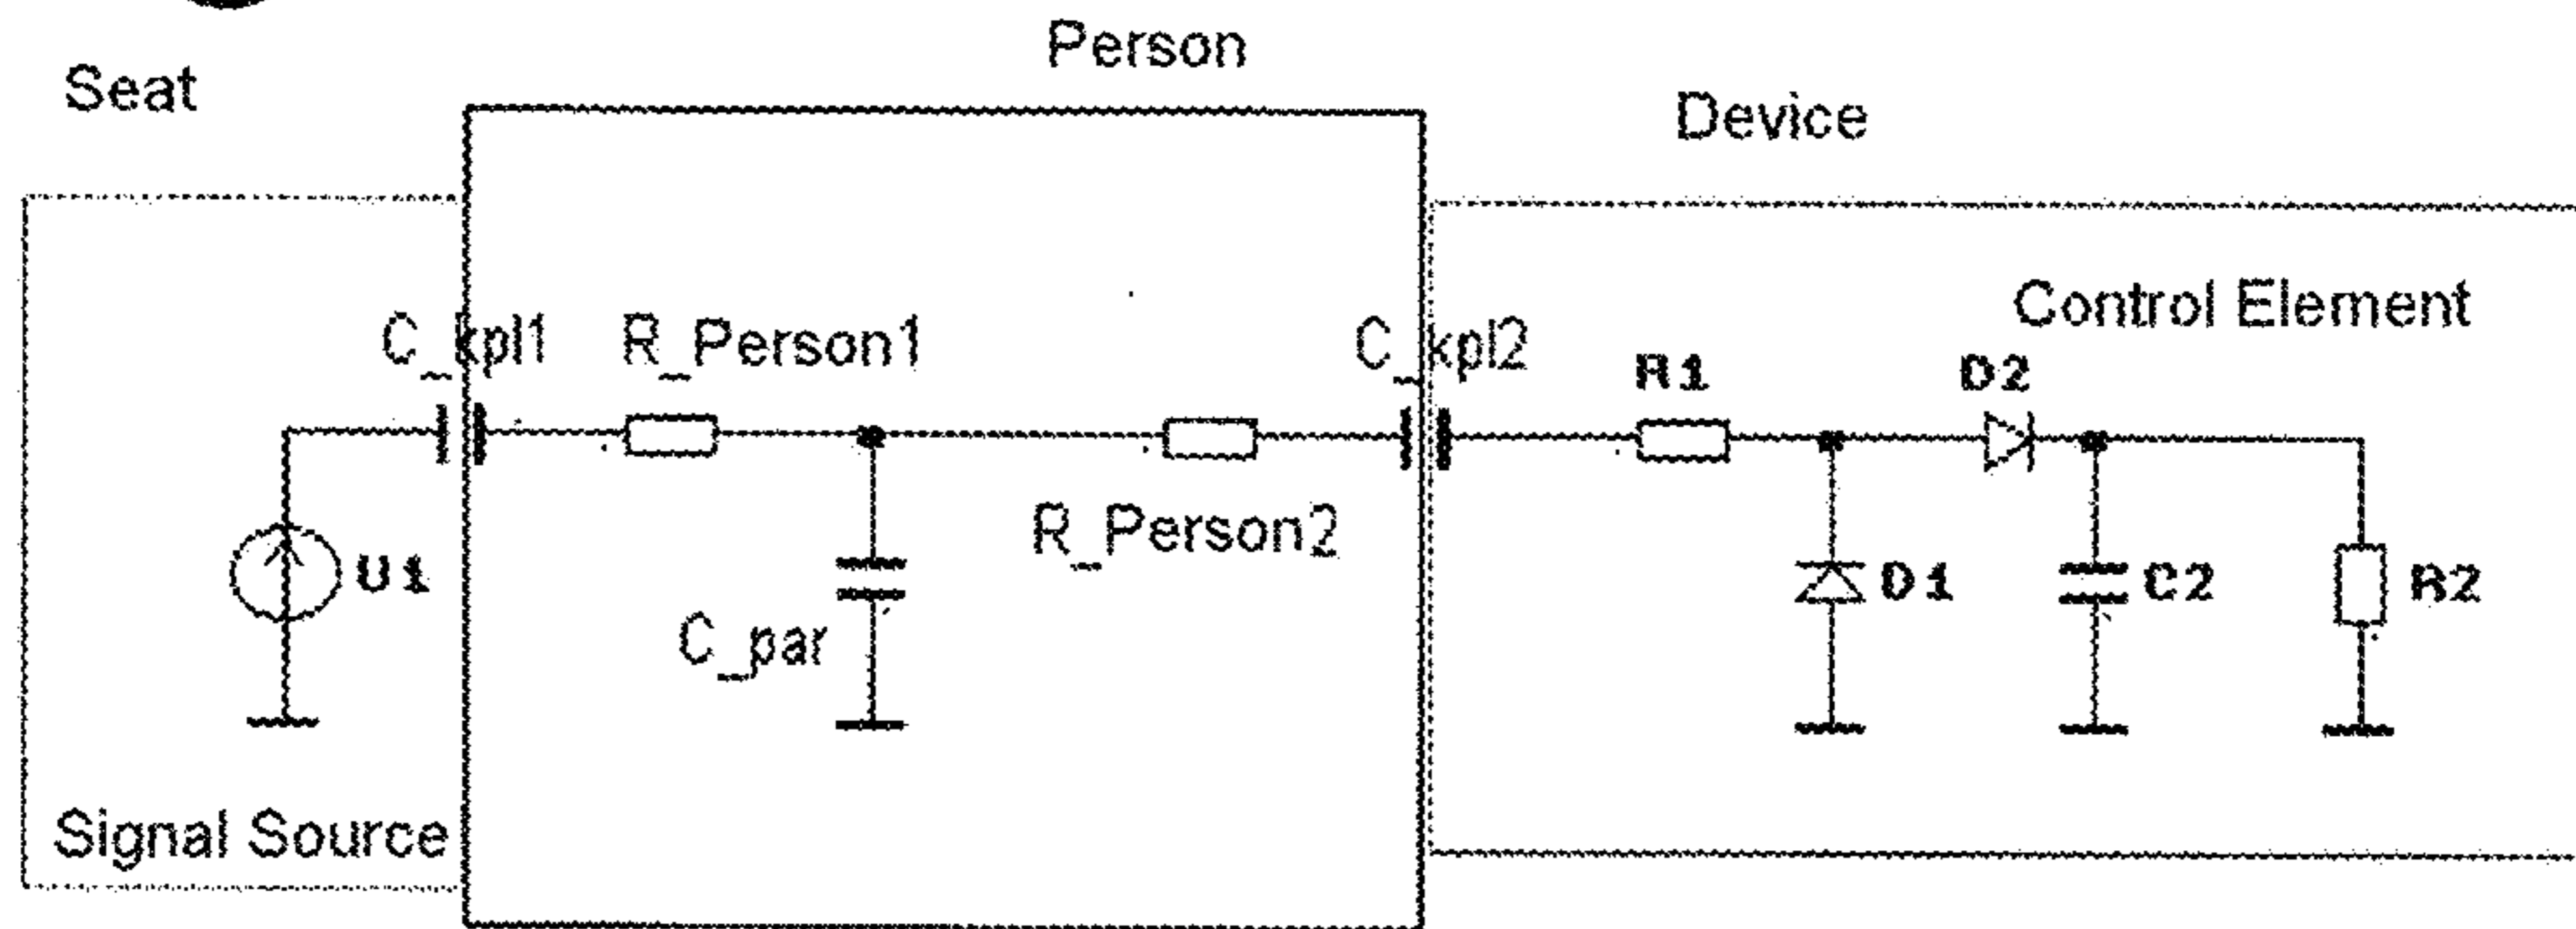 Person
Seat
Device
Control Element
C_kpl1
R_Person1
C_kpl2
R1
D2
R_Person2
U1
D1
C2
R2
C_par
Signal Source